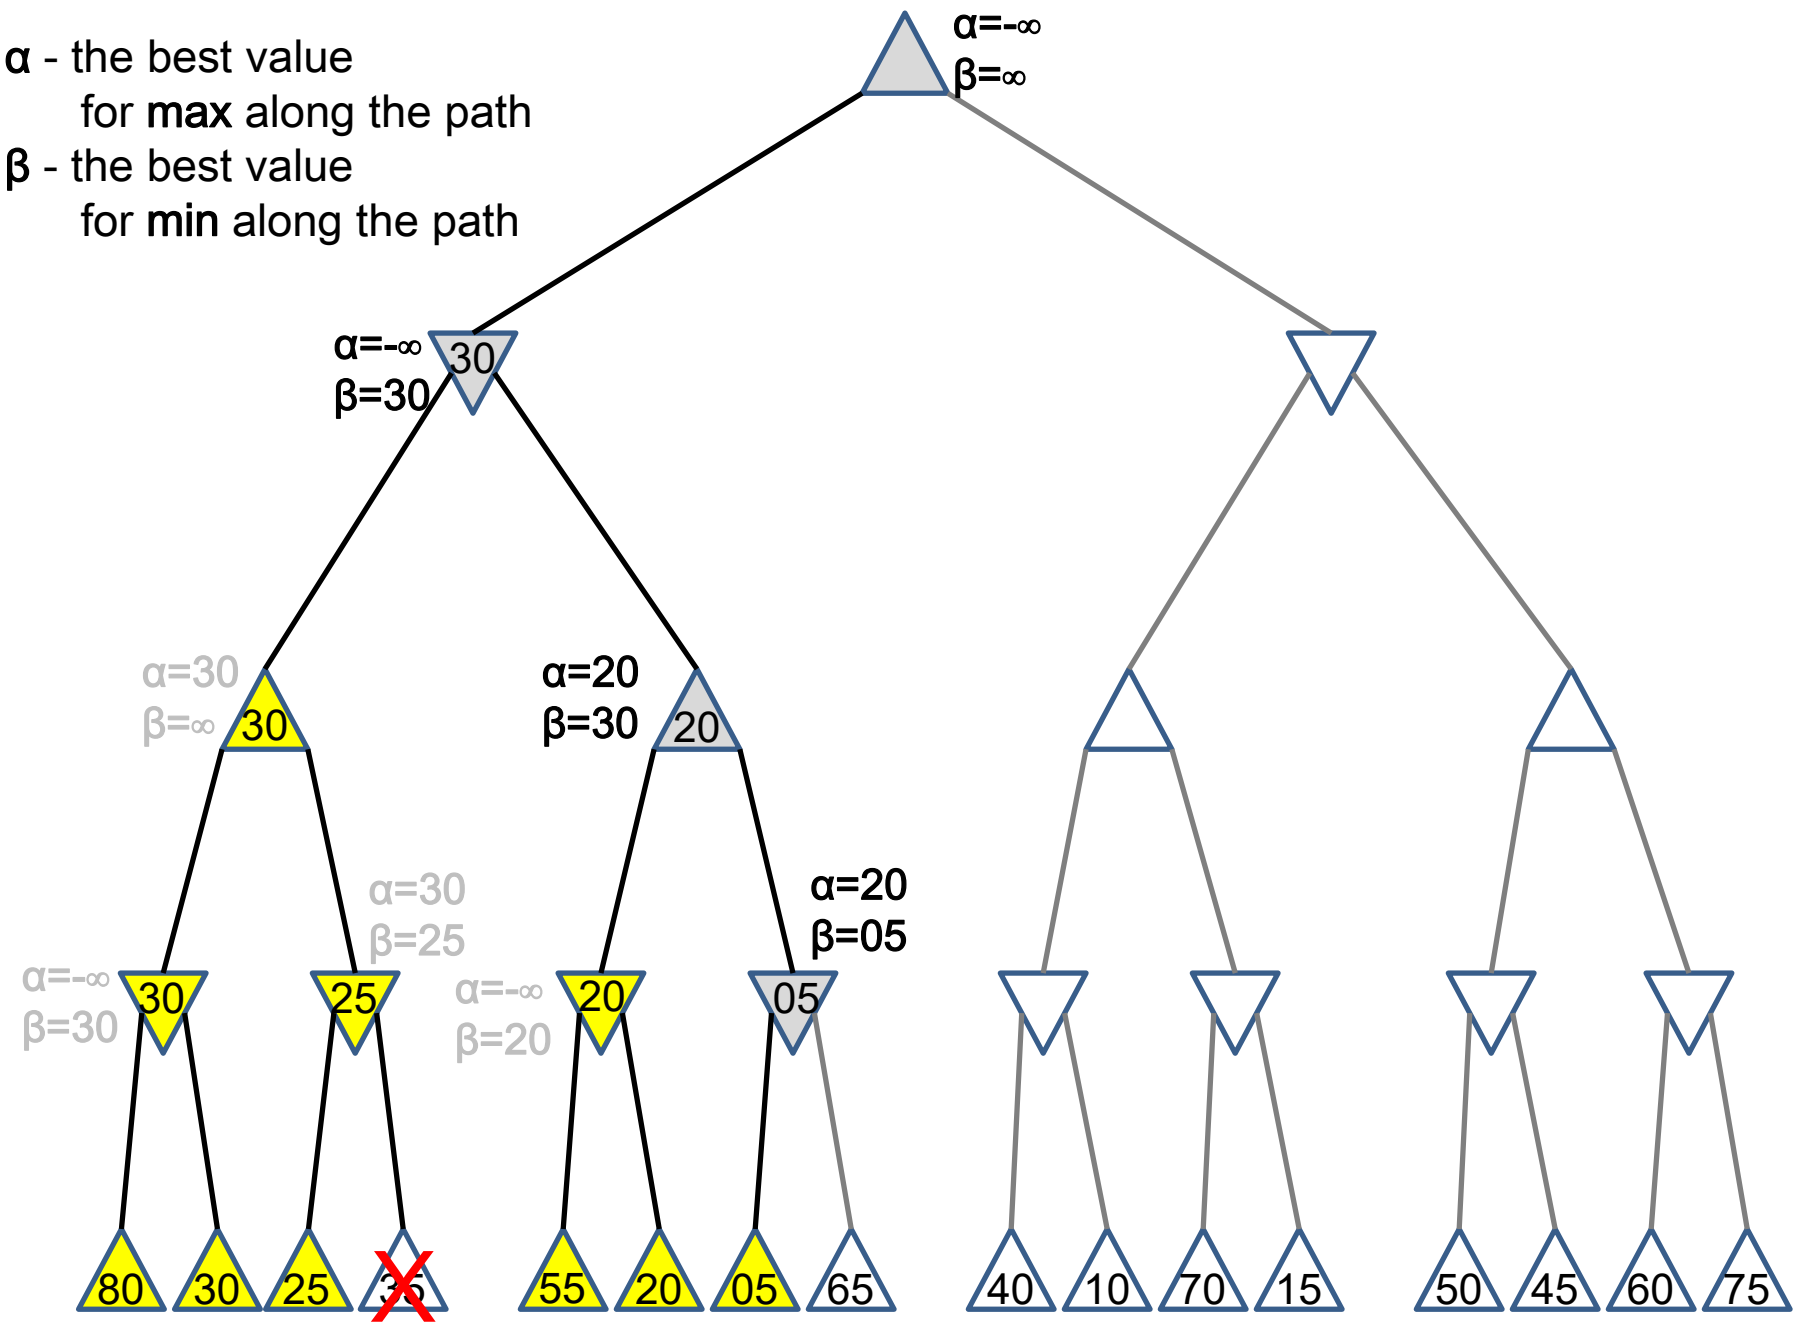 α - the best value
for max along the path
β - the best value
for min along the path
α=-∞
β=∞
α=-∞
β=30
30
α=30
β=∞
30
α=20
β=30
20
α=30
β=25
α=20
β=05
α=-∞
β=30
30
25
α=-∞
β=20
20
05
80 30 25 35 55 20 05 65 40 10 70 15 50 45 60 75